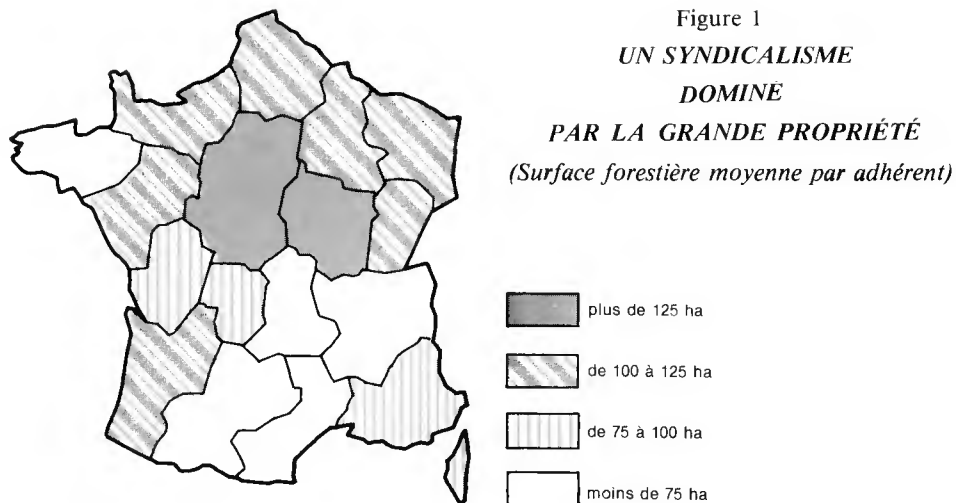 Figure 1
UN SYNDICALISME
DOMINÉ
PAR LA GRANDE PROPRIÉTÉ
(Surface forestière moyenne par adhérent)
plus de 125 ha
de 100 à 125 ha
de 75 à 100 ha
moins de 75 ha